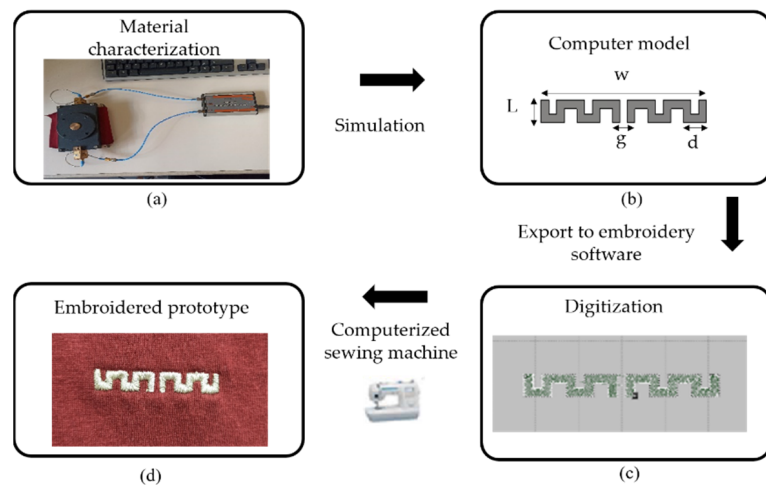 Material
characterization
(a)
Simulation
Computer model
w
L
g
d
(b)
Export to embroidery
software
Digitization
(c)
Computerized
sewing machine
Embroidered prototype
(d)